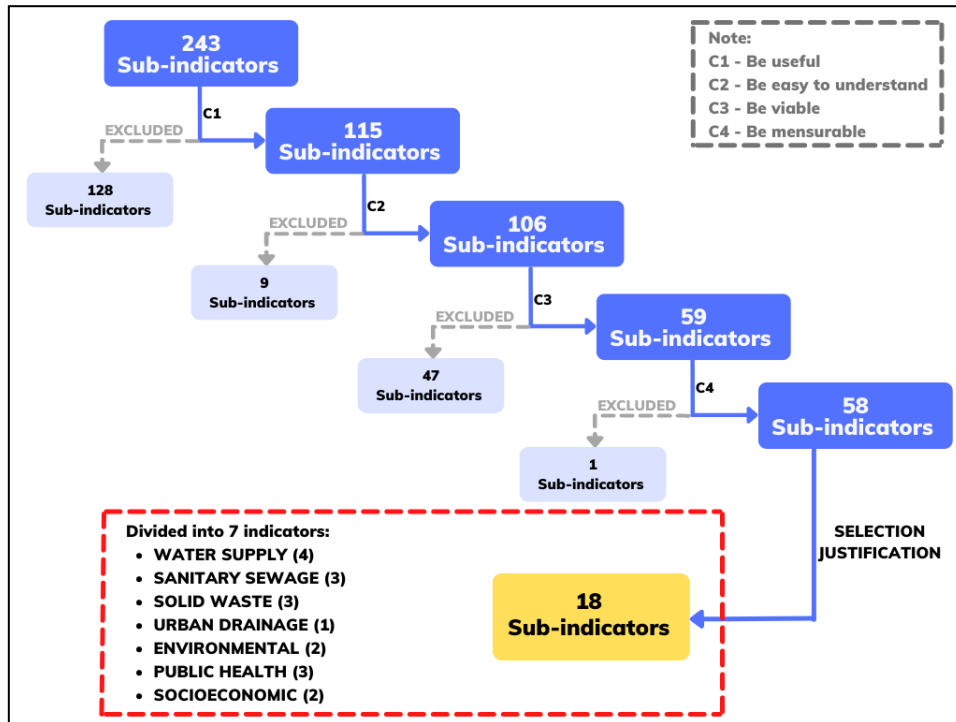 243
Sub-indicators
Note:
C1 - Be useful
C2 - Be easy to understand
C3 - Be viable
C4 - Be mensurable
C1
EXCLUDED
115
Sub-indicators
128
Sub-indicators
C2
EXCLUDED
106
Sub-indicators
9
Sub-indicators
C3
EXCLUDED
59
Sub-indicators
47
Sub-indicators
C4
EXCLUDED
58
Sub-indicators
1
Sub-indicators
SELECTION
JUSTIFICATION
Divided into 7 indicators:
• WATER SUPPLY (4)
• SANITARY SEWAGE (3)
• SOLID WASTE (3)
• URBAN DRAINAGE (1)
• ENVIRONMENTAL (2)
• PUBLIC HEALTH (3)
• SOCIOECONOMIC (2)
18
Sub-indicators